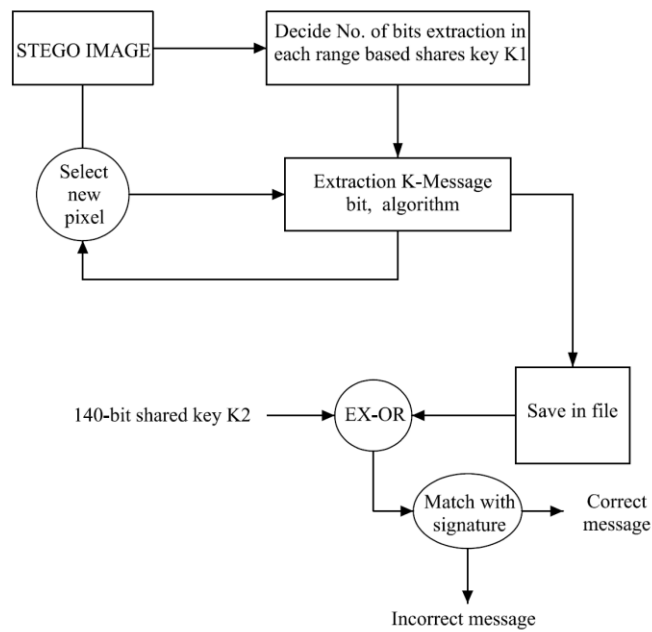 STEGO IMAGE
Decide No. of bits extraction in
each range based shares key K1
Select
new
pixel
Extraction K-Message
bit, algorithm
140-bit shared key K2
EX-OR
Save in file
Match with
signature
Correct
message
Incorrect message